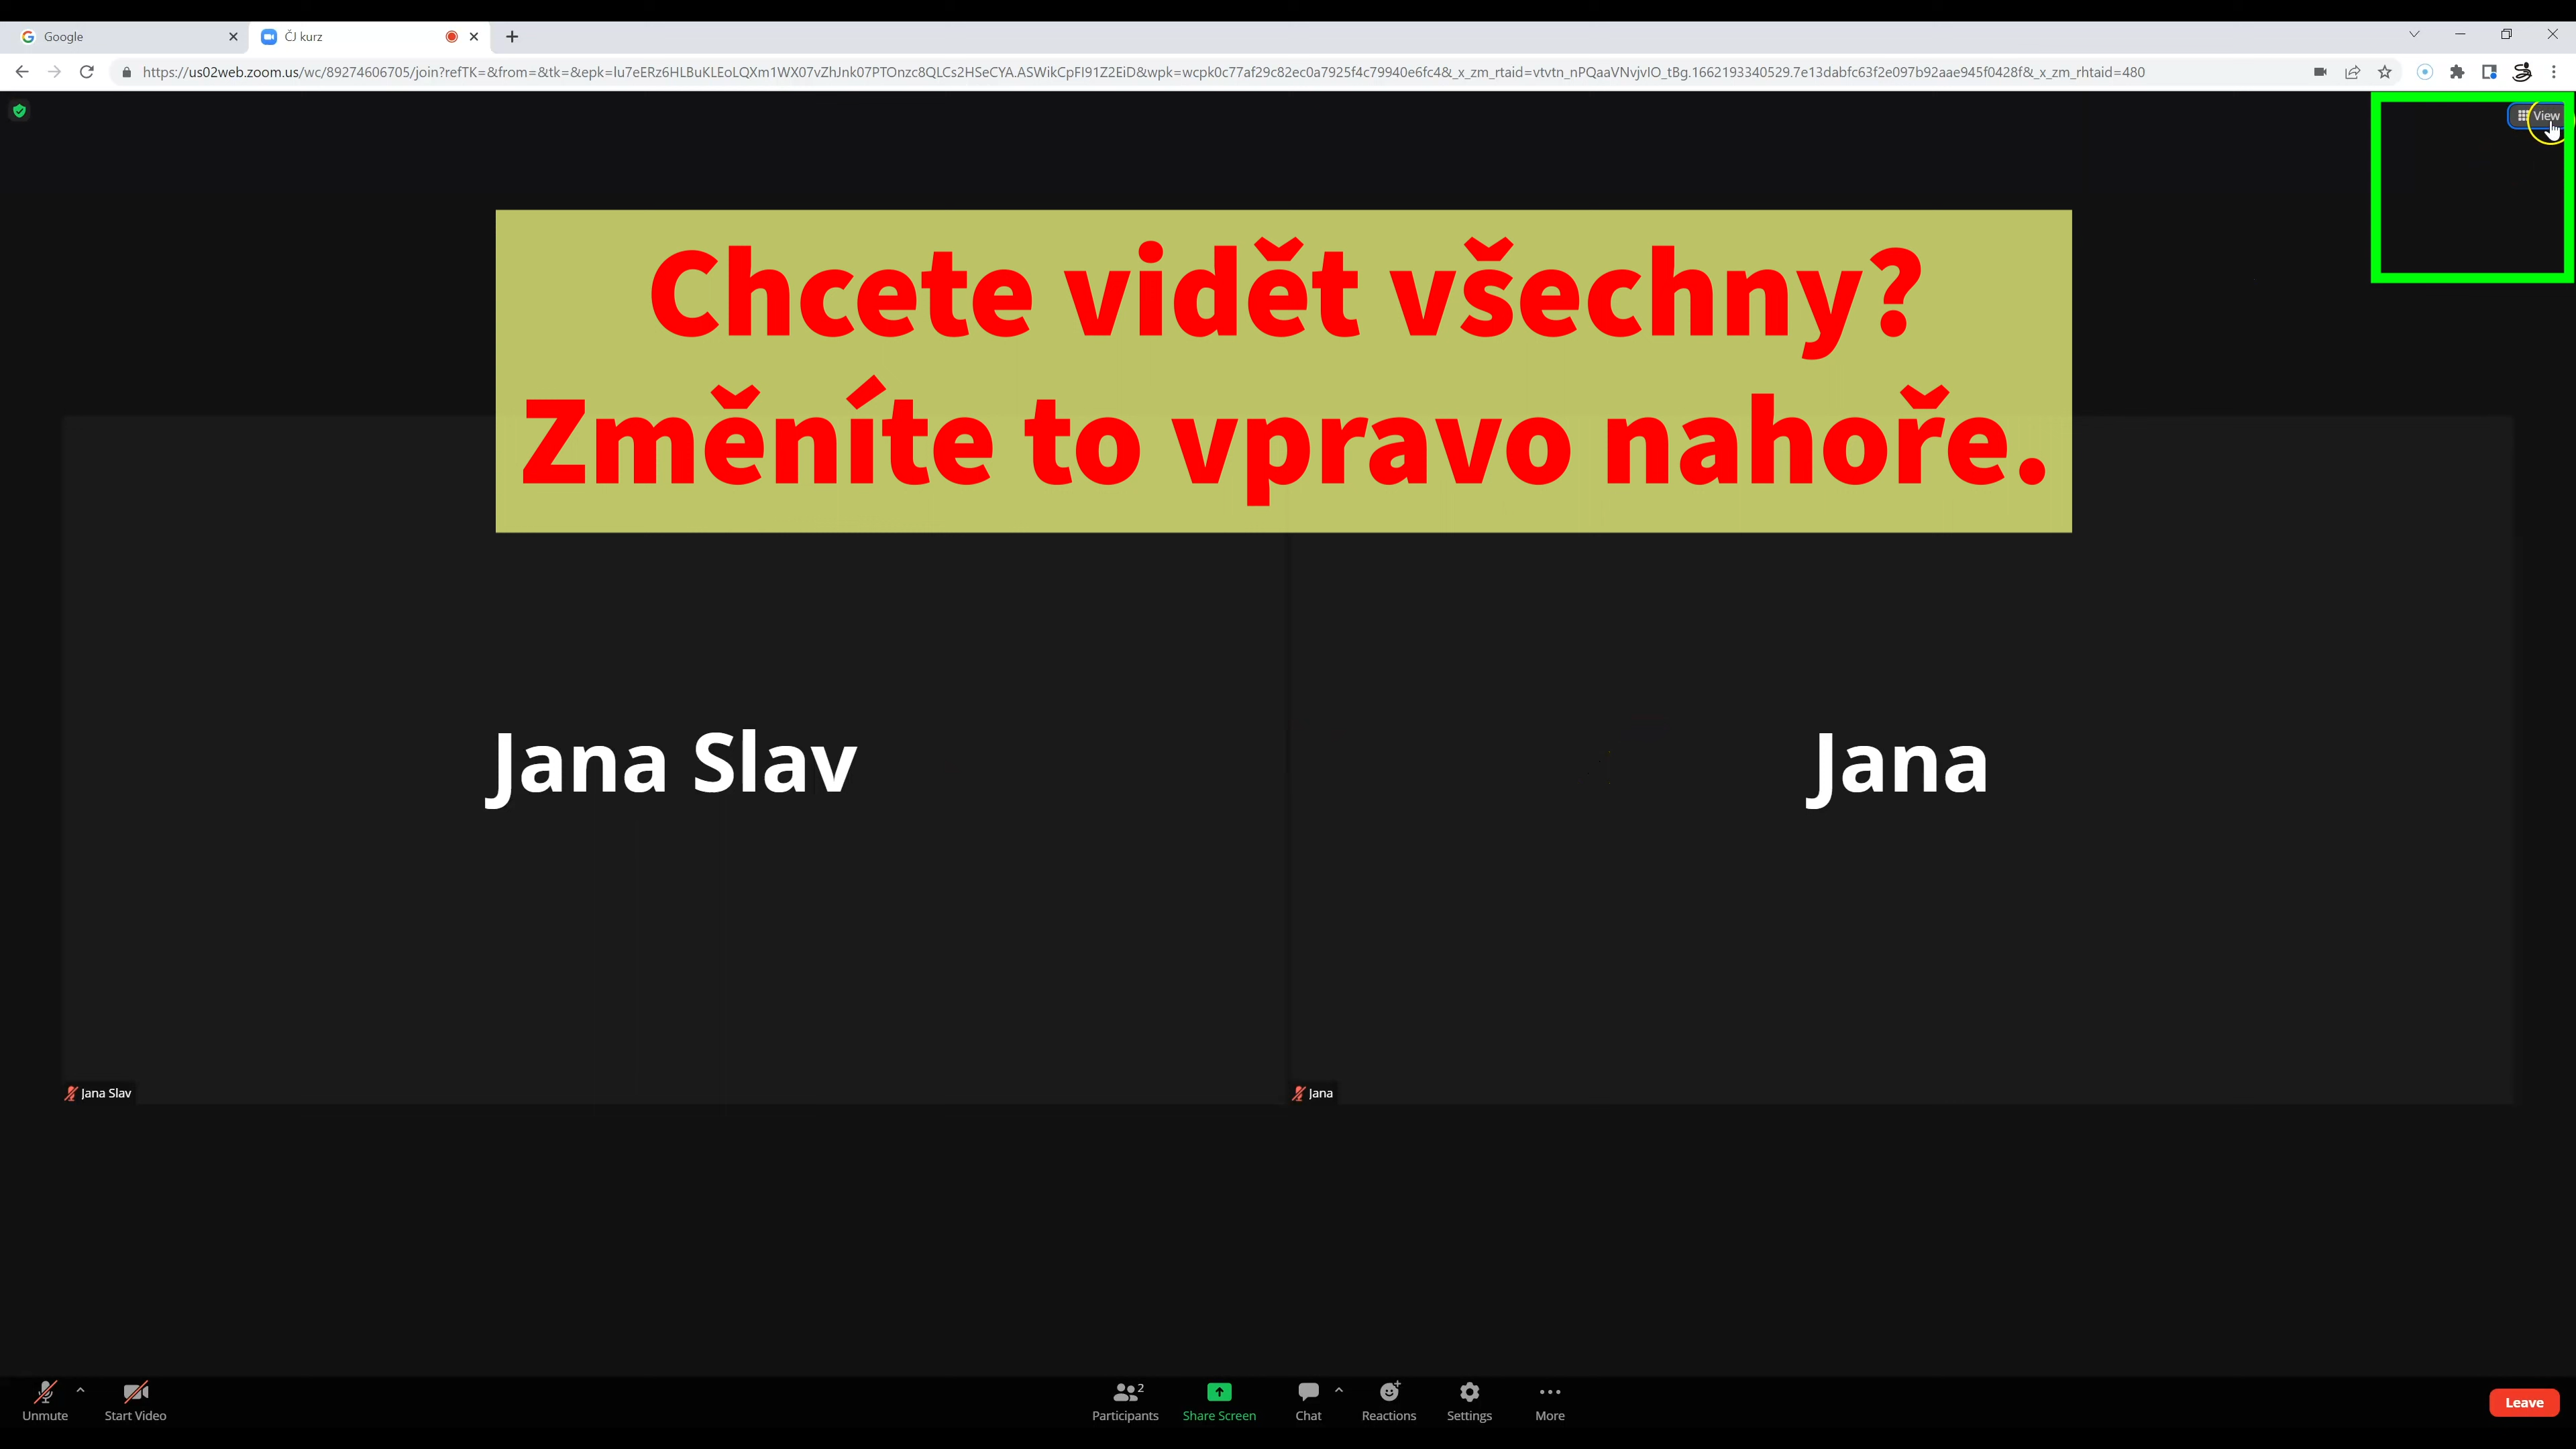 Google
ČJ kurz
https://us02web.zoom.us/wc/89274606705/join?refTK=&from=&tk=&epk=lu7eERz6HLBuKLEoLQXm1WX07vZhJnk07PTOnzc8QLCs2HSeCYA.ASWikCpFI91Z2EiD&wpk=wcpk0c77af29c82ec0a7925f4c79940e6fc4&_x_zm_rtaid=vtvtn_nPQaaVNvjvIO_tBg.1662193340529.7e13dabfc63f2e097b92aae945f0428f&_x_zm_rhtaid=480
View
Chcete vidět všechny?
Změníte to vpravo nahoře.
Jana Slav
Jana
Jana Slav
Jana
2
Unmute
Start Video
Participants
Share Screen
Chat
Reactions
Settings
More
Leave